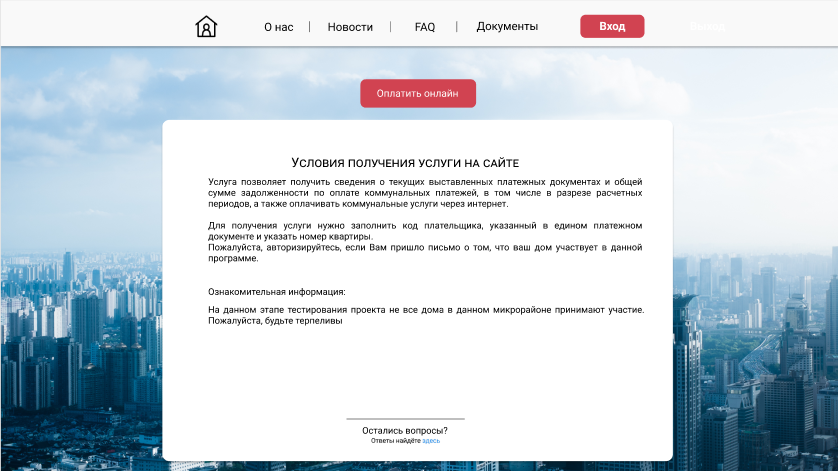 О нас | Новости | FAQ | Документы Вход
Оплатить онлайн
Условия получения услуги на сайте
Услуга позволяет получить сведения о текущих выставленных платежных документах и общей
сумме задолженности по оплате коммунальных платежей, в том числе в разрезе расчетных
периодов, а также оплачивать коммунальные услуги через интернет.
Для получения услуги нужно заполнить код плательщика, указанный в едином платежном
документе и указать номер квартиры.
Пожалуйста, авторизируйтесь, если Вам пришло письмо о том, что ваш дом участвует в данной
программе.
Ознакомительная информация:
На данном этапе тестирования проекта не все дома в данном микрорайоне принимают участие.
Пожалуйста, будьте терпеливы
Остались вопросы?
Ответы найдёте здесь